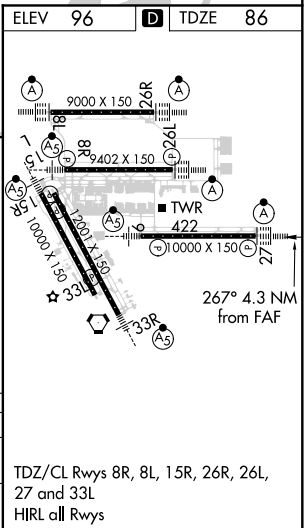 ELEV 96 D TDZE 86
A A
9000 X 150
8L 26R
8R 9402 X 150 26L
P P
A5 A
15L
A5 15R
A5 TWR A
9 422 27
P 10000 X 150 P
10000 X 150
12001 X 150
P P
33L
33R
A5
267° 4.3 NM
from FAF
TDZ/CL Rwys 8R, 8L, 15R, 26R, 26L,
27 and 33L
HIRL all Rwys